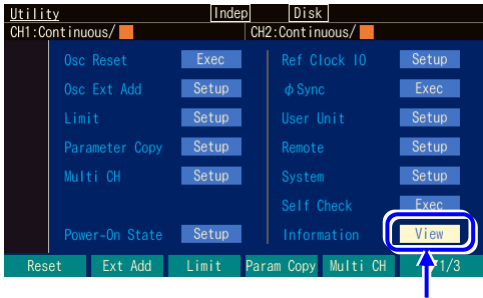 Utility Indep Disk
CH1:Continuous/ CH2:Continuous/
Osc Reset Exec Ref Clock IO Setup
Osc Ext Add Setup ϕSync Exec
Limit Setup User Unit Setup
Parameter Copy Setup Remote Setup
Multi CH Setup System Setup
Self Check Exec
Power-On State Setup Information View
Reset Ext Add Limit Param Copy Multi CH 1/3